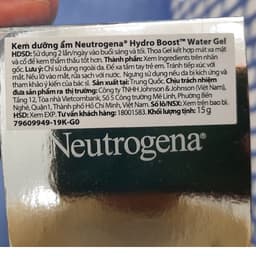 Kem dưỡng ẩm Neutrogena® Hydro Boost™ Water Gel
HDSD: Sử dụng 2 lần/ngày vào buổi sáng và tối. Thoa Gel kết hợp mát xa mặt
và cổ để kem thẩm thấu tốt hơn. Thành phần: Xem Ingredients trên nhãn
gốc. Lưu ý: Chỉ sử dụng ngoài da. Để xa tầm tay trẻ em. Tránh tiếp xúc với
mắt. Nếu lỡ vào mắt, rửa sạch với nước. Ngưng sử dụng nếu da bị kích ứng và
tham khảo ý kiến của bác sĩ. Sản xuất tại: Trung Quốc. Chịu trách nhiệm
đưa sản phẩm ra thị trường: Công ty TNHH Johnson & Johnson (Việt Nam),
Tầng 12, Tòa nhà Vietcombank, Số 5 Công trường Mê Linh, Phường Bến
Nghé, Quận 1, Thành phố Hồ Chí Minh, Việt Nam. Số lô/NSX: Xem trên bao bì.
HSD: Xem EXP. Tư vấn khách hàng: 18001583. Khối lượng tịnh: 15 g
79609949-19K-G0
Neutrogena®